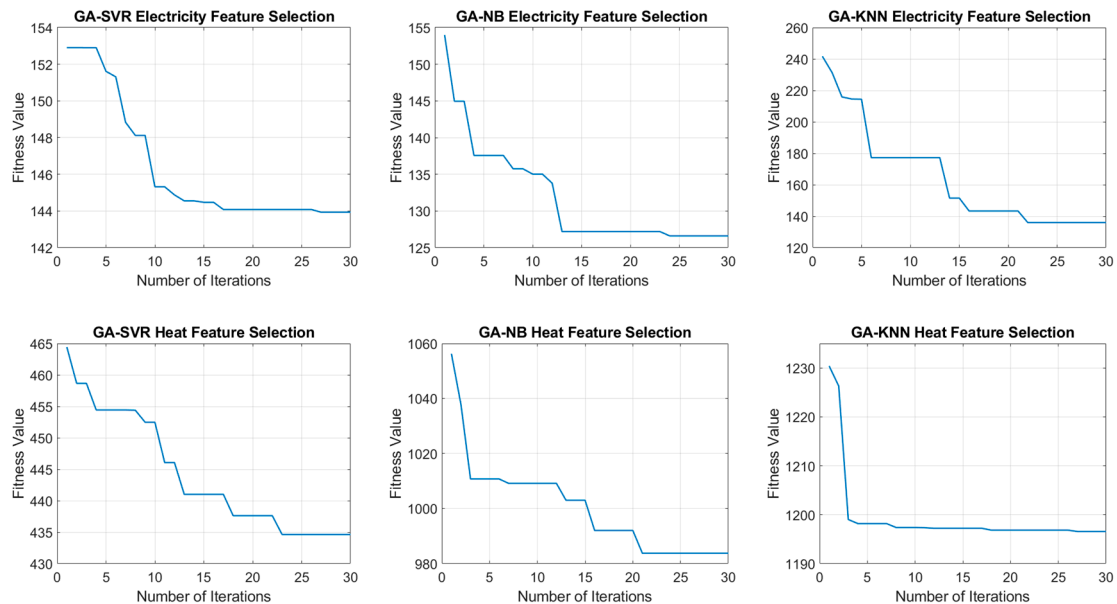 GA-SVR Electricity Feature Selection
Fitness Value
154
152
150
148
146
144
142
0 5 10 15 20 25 30
Number of Iterations
GA-NB Electricity Feature Selection
Fitness Value
155
150
145
140
135
130
125
0 5 10 15 20 25 30
Number of Iterations
GA-KNN Electricity Feature Selection
Fitness Value
260
240
220
200
180
160
140
120
0 5 10 15 20 25 30
Number of Iterations
GA-SVR Heat Feature Selection
Fitness Value
465
460
455
450
445
440
435
430
0 5 10 15 20 25 30
Number of Iterations
GA-NB Heat Feature Selection
Fitness Value
1060
1040
1020
1000
980
0 5 10 15 20 25 30
Number of Iterations
GA-KNN Heat Feature Selection
Fitness Value
1230
1220
1210
1200
1190
0 5 10 15 20 25 30
Number of Iterations